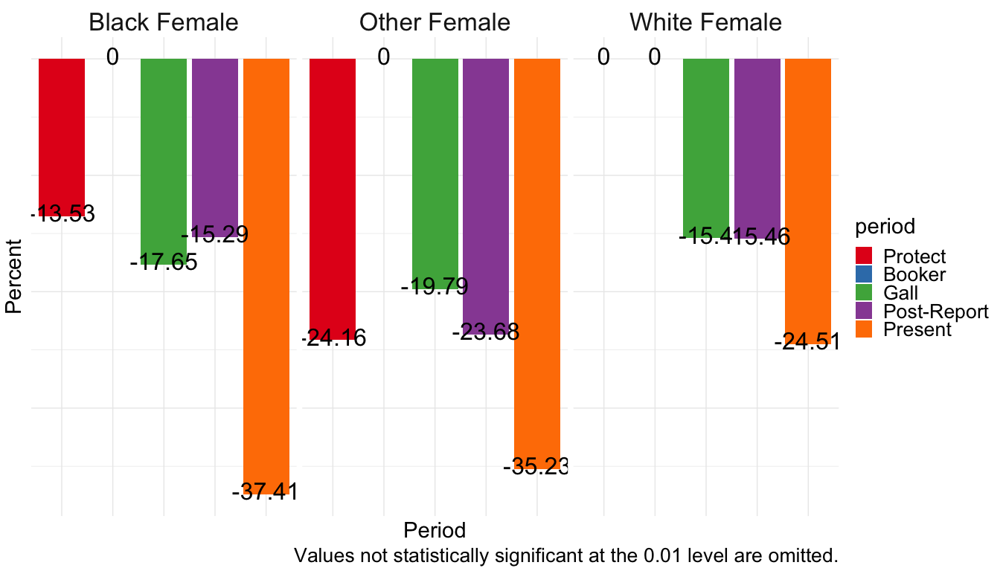 Black Female
Other Female
White Female
0
0
0
0
-13.53
-15.29
-17.65
-37.41
-24.16
-19.79
-23.68
-35.23
-15.4
15.46
-24.51
Percent
Period
period
Protect
Booker
Gall
Post-Report
Present
Values not statistically significant at the 0.01 level are omitted.